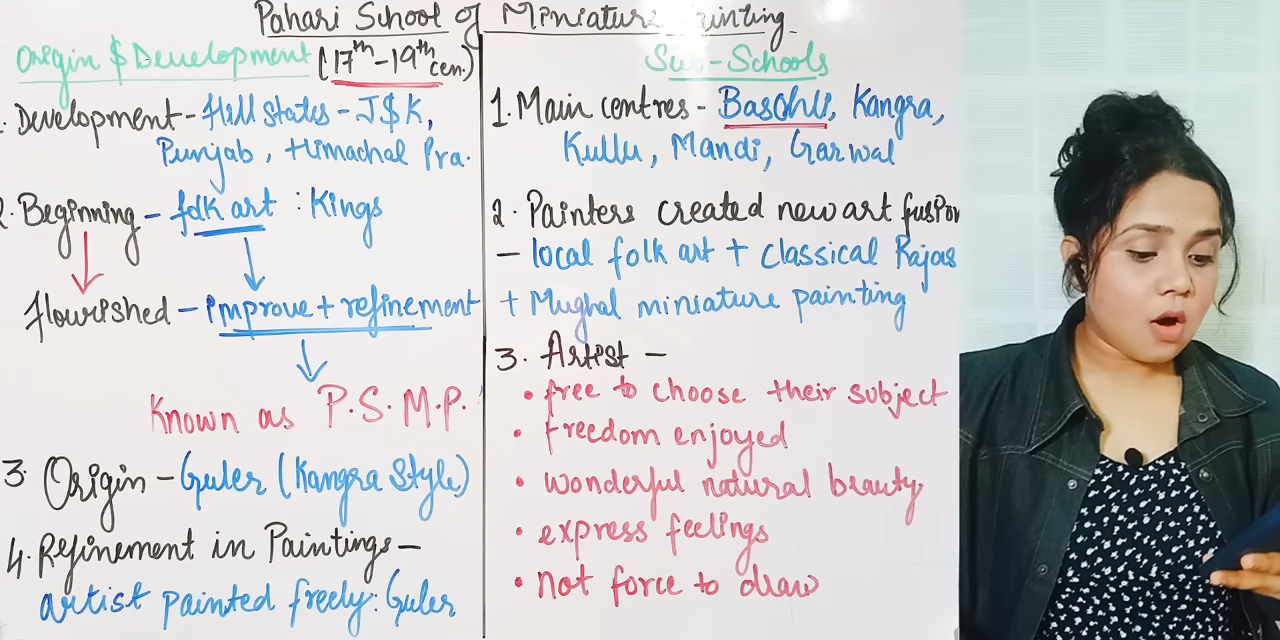 Pahari School of Miniature Painting
Origin & Development (17th-19th cen.)
1. Development - Hill States - J&K,
Punjab, Himachal Pra.
2. Beginning - folk art : Kings
flourished - improve + refinement
Known as P.S.M.P.
3. Origin - Guler (Kangra Style)
4. Refinement in Paintings -
artist painted freely : Guler
Sub-Schools
1. Main centres - Basohli, Kangra,
Kullu, Mandi, Garwal
2. Painters created new art fusion
- local folk art + classical Rajas
+ Mughal miniature painting
3. Artist -
• free to choose their subject
• freedom enjoyed
• wonderful natural beauty,
• express feelings
• not force to draw